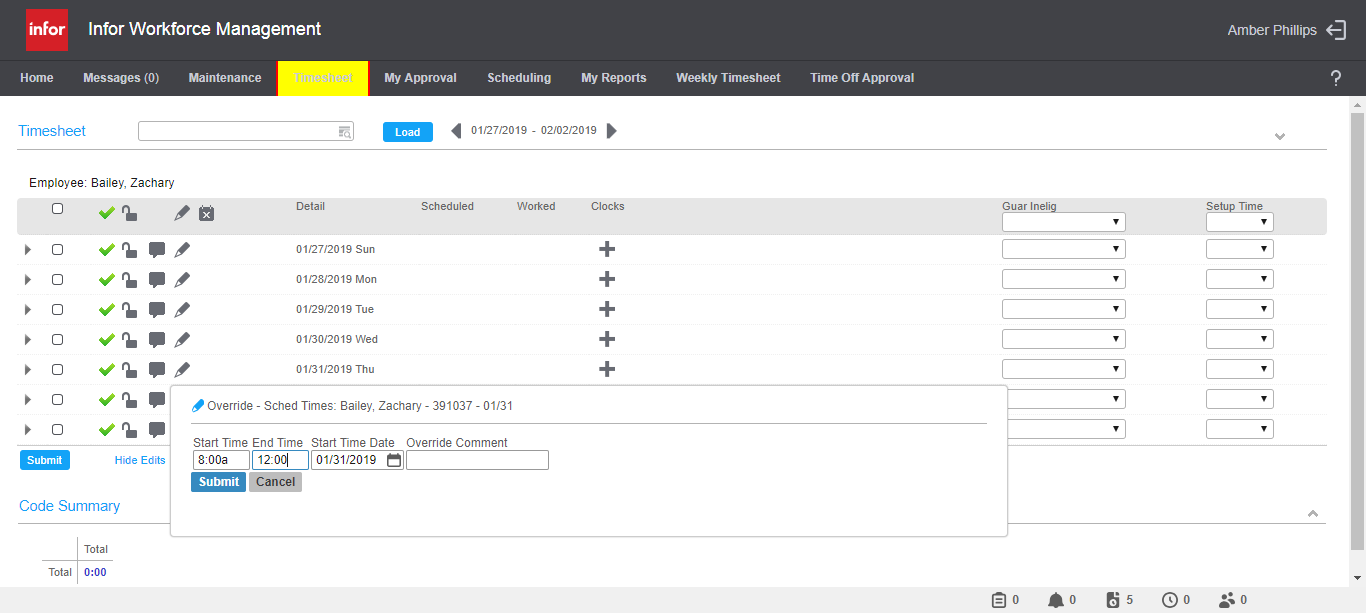 infor Infor Workforce Management Amber Phillips
Home Messages (0) Maintenance Timesheet My Approval Scheduling My Reports Weekly Timesheet Time Off Approval ?
Timesheet Load 01/27/2019 - 02/02/2019
Employee: Bailey, Zachary
Detail Scheduled Worked Clocks Guar Inelig Setup Time
01/27/2019 Sun
01/28/2019 Mon
01/29/2019 Tue
01/30/2019 Wed
01/31/2019 Thu
Override - Sched Times: Bailey, Zachary - 391037 - 01/31
Start Time End Time Start Time Date Override Comment
8:00a 12:00 01/31/2019
Submit Cancel
Submit Hide Edits
Code Summary
Total
Total 0:00
0 0 5 0 0